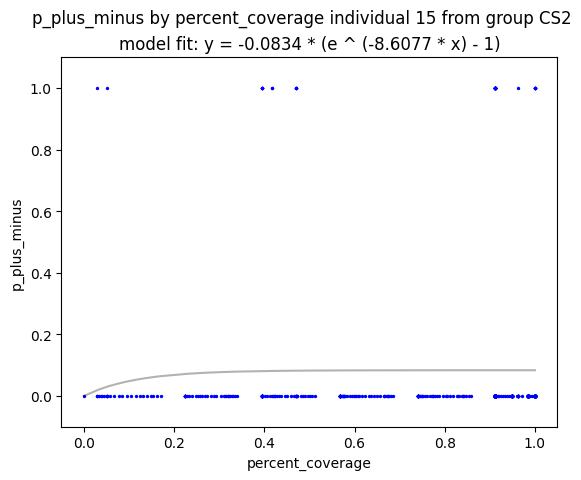 p_plus_minus by percent_coverage individual 15 from group CS2
model fit: y = -0.0834 * (e ^ (-8.6077 * x) - 1)
1.0
0.8
0.6
0.4
0.2
0.0
p_plus_minus
0.0 0.2 0.4 0.6 0.8 1.0
percent_coverage